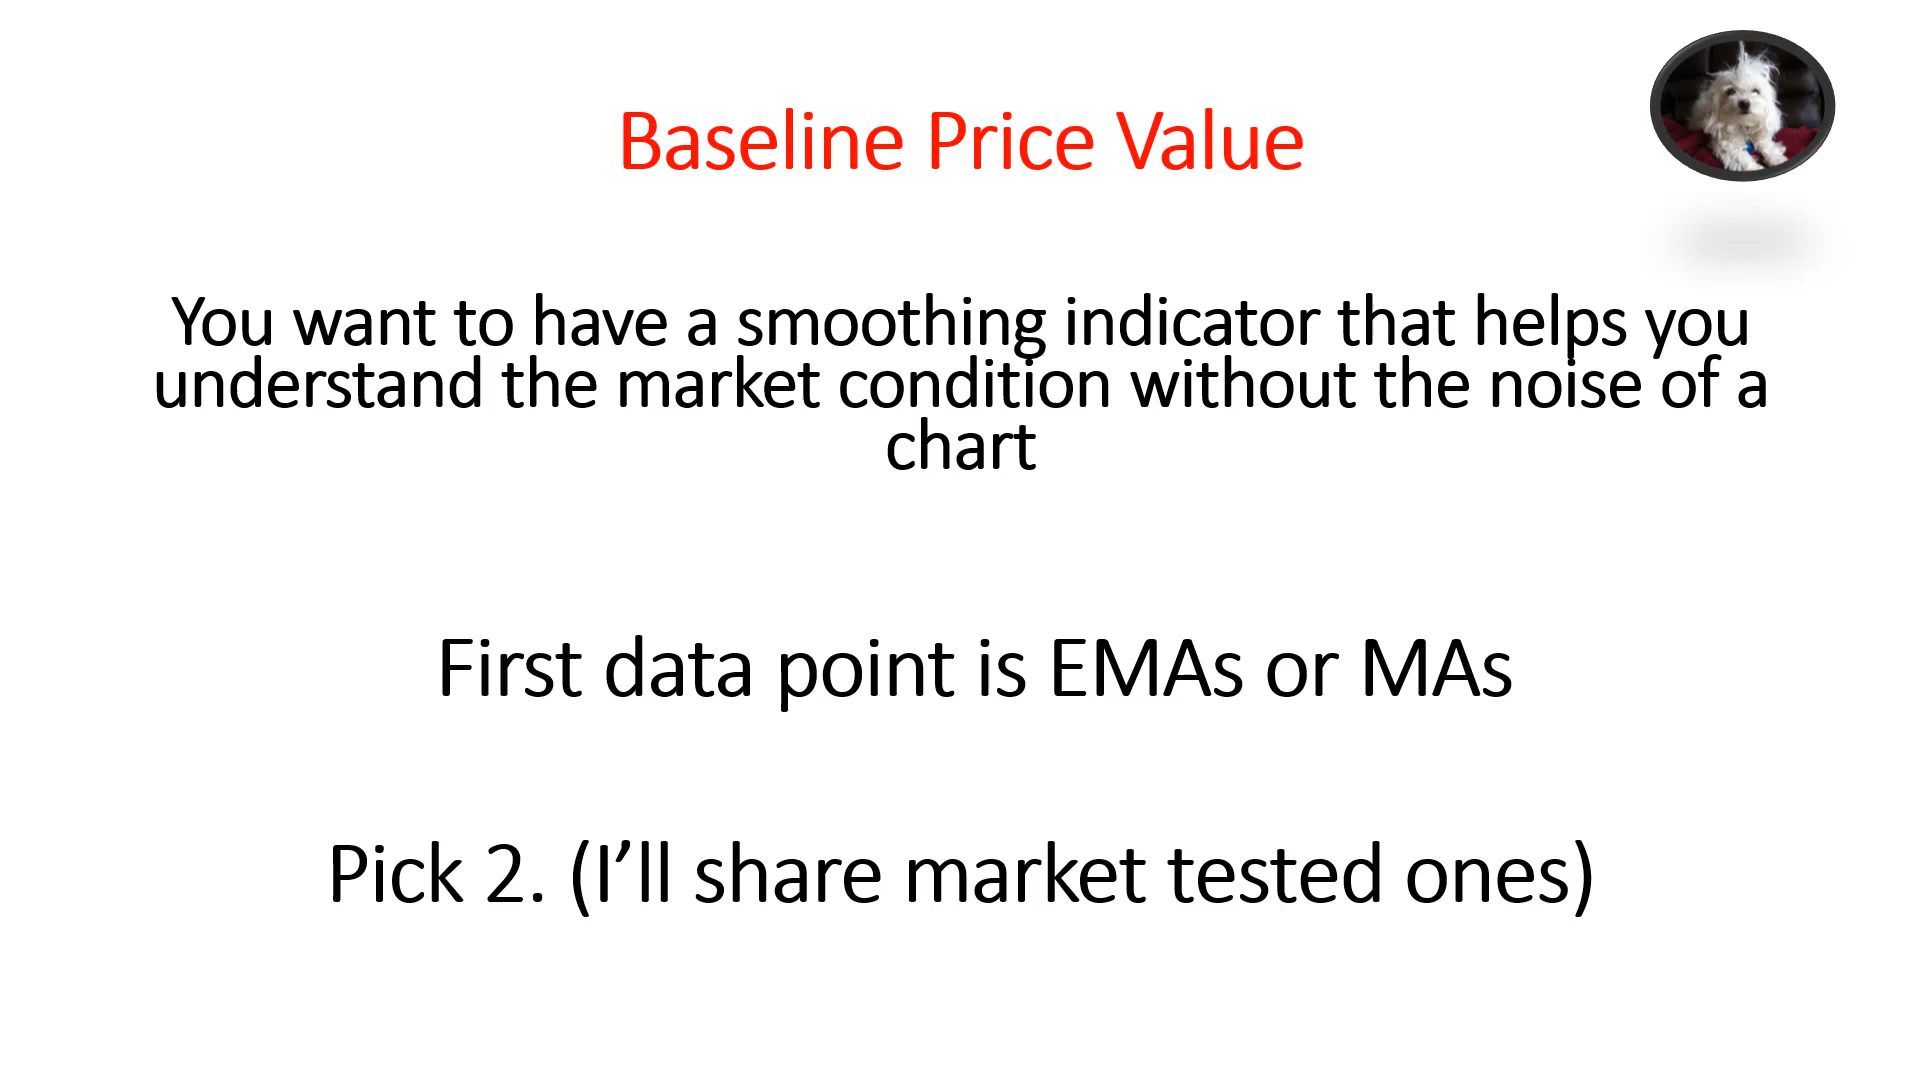 Baseline Price Value
You want to have a smoothing indicator that helps you
understand the market condition without the noise of a
chart
First data point is EMAs or MAs
Pick 2. (I’ll share market tested ones)